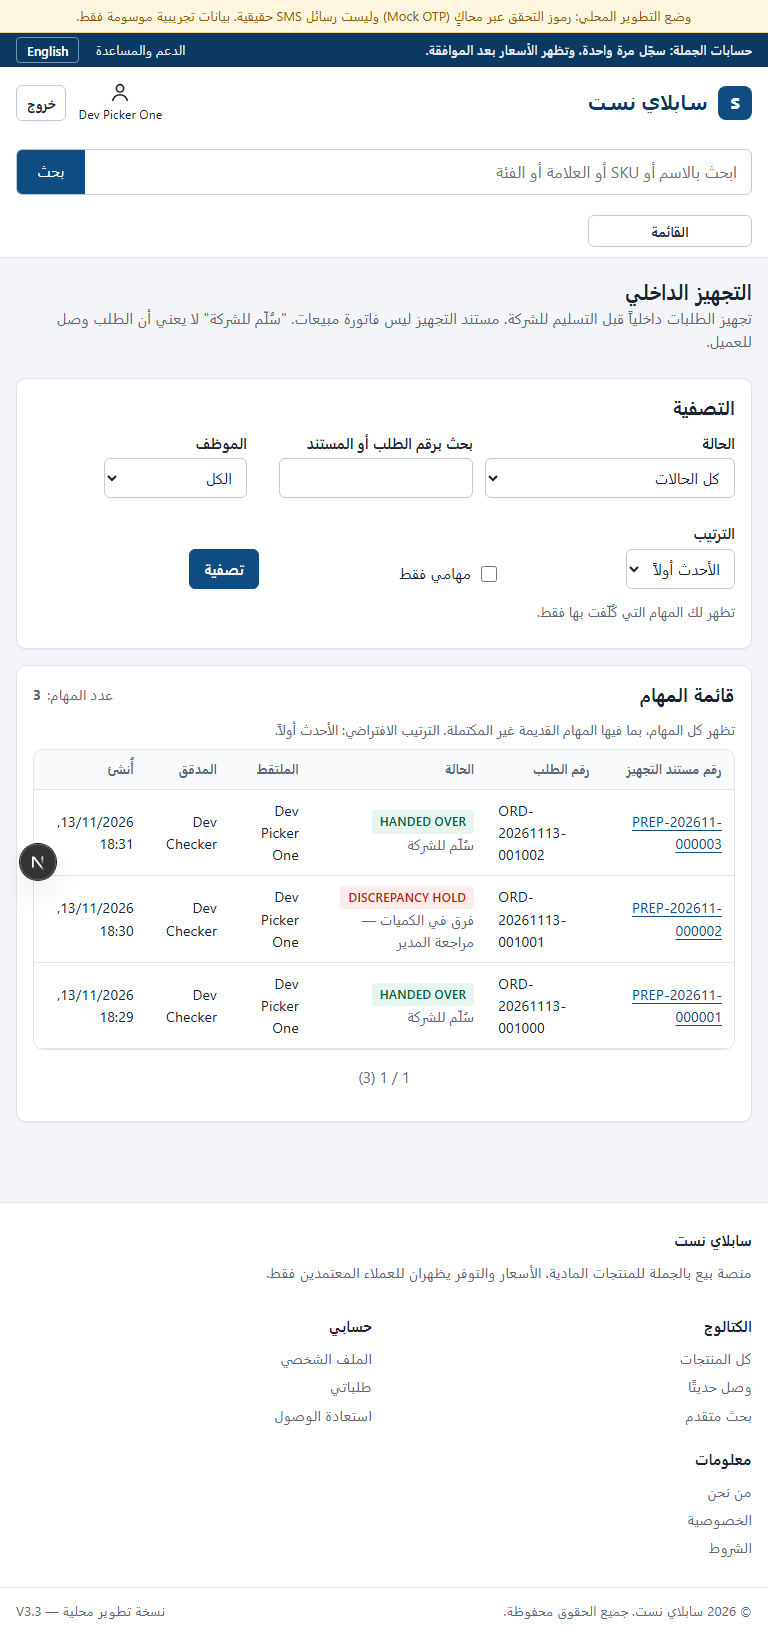 وضع التطوير المحلي: رموز التحقق عبر محاكٍ (Mock OTP) وليست رسائل SMS حقيقية. بيانات تجريبية موسومة فقط.
حسابات الجملة: سجّل مرة واحدة، وتظهر الأسعار بعد الموافقة.
الدعم والمساعدة
English
S
سابلاي نست
Dev Picker One
خروج
ابحث بالاسم أو SKU أو العلامة أو الفئة
بحث
القائمة
التجهيز الداخلي
تجهيز الطلبات داخلياً قبل التسليم للشركة. مستند التجهيز ليس فاتورة مبيعات. "سُلّم للشركة" لا يعني أن الطلب وصل
للعميل.
التصفية
الحالة
بحث برقم الطلب أو المستند
الموظف
كل الحالات
الكل
الترتيب
الأحدث أولاً
مهامي فقط
تصفية
تظهر لك المهام التي كُلّفت بها فقط.
قائمة المهام
عدد المهام: 3
تظهر كل المهام، بما فيها المهام القديمة غير المكتملة. الترتيب الافتراضي: الأحدث أولاً.
رقم مستند التجهيز رقم الطلب الحالة الملتقط المدقق أُنشئ
PREP-202611-
000003
ORD-
20261113-
001002
HANDED OVER
سُلّم للشركة
Dev
Picker
One
Dev
Checker
13/11/2026,
18:31
N
PREP-202611-
000002
ORD-
20261113-
001001
DISCREPANCY HOLD
فرق في الكميات —
مراجعة المدير
Dev
Picker
One
Dev
Checker
13/11/2026,
18:30
PREP-202611-
000001
ORD-
20261113-
001000
HANDED OVER
سُلّم للشركة
Dev
Picker
One
Dev
Checker
13/11/2026,
18:29
1 / 1 (3)
سابلاي نست
منصة بيع بالجملة للمنتجات المادية. الأسعار والتوفر يظهران للعملاء المعتمدين فقط.
الكتالوج
كل المنتجات
وصل حديثًا
بحث متقدم
حسابي
الملف الشخصي
طلباتي
استعادة الوصول
معلومات
من نحن
الخصوصية
الشروط
© 2026 سابلاي نست. جميع الحقوق محفوظة.
نسخة تطوير محلية — V3.3